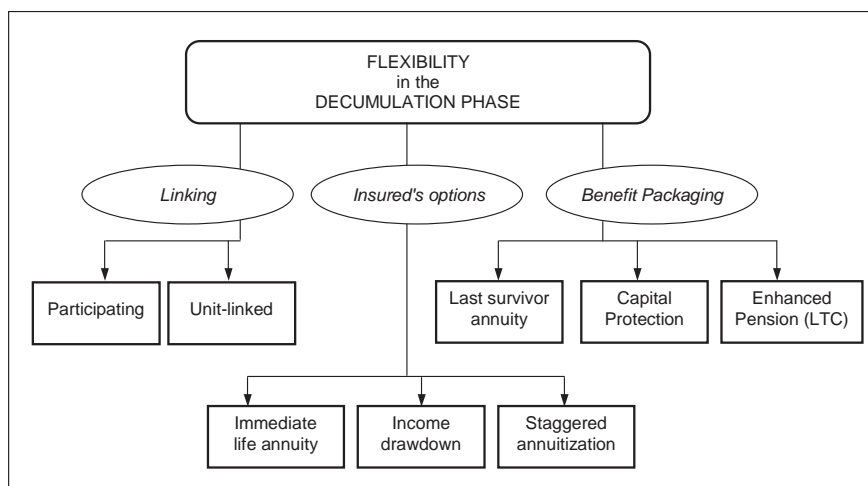 FLEXIBILITY
in the
DECUMULATION PHASE
Linking
Insured's options
Benefit Packaging
Participating
Unit-linked
Last survivor
annuity
Capital
Protection
Enhanced
Pension (LTC)
Immediate
life annuity
Income
drawdown
Staggered
annuitization